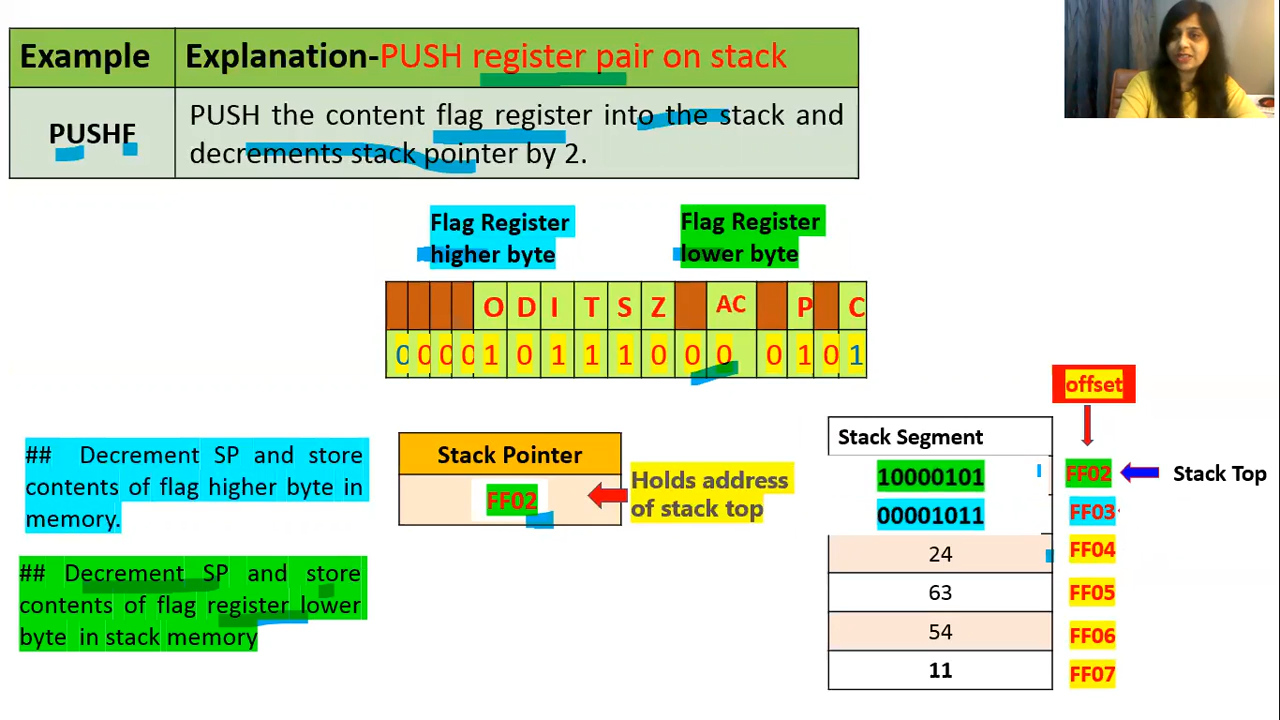 Example
Explanation-PUSH register pair on stack
PUSHF
PUSH the content flag register into the stack and
decrements stack pointer by 2.
Flag Register
higher byte
Flag Register
lower byte
O D I T S Z AC P C
0 0 0 0 1 0 1 1 1 0 0 0 0 1 0 1
offset
## Decrement SP and store
contents of flag higher byte in
memory.
## Decrement SP and store
contents of flag register lower
byte in stack memory
Stack Pointer
FF02
Holds address
of stack top
Stack Segment
10000101 FF02 Stack Top
00001011 FF03
24 FF04
63 FF05
54 FF06
11 FF07